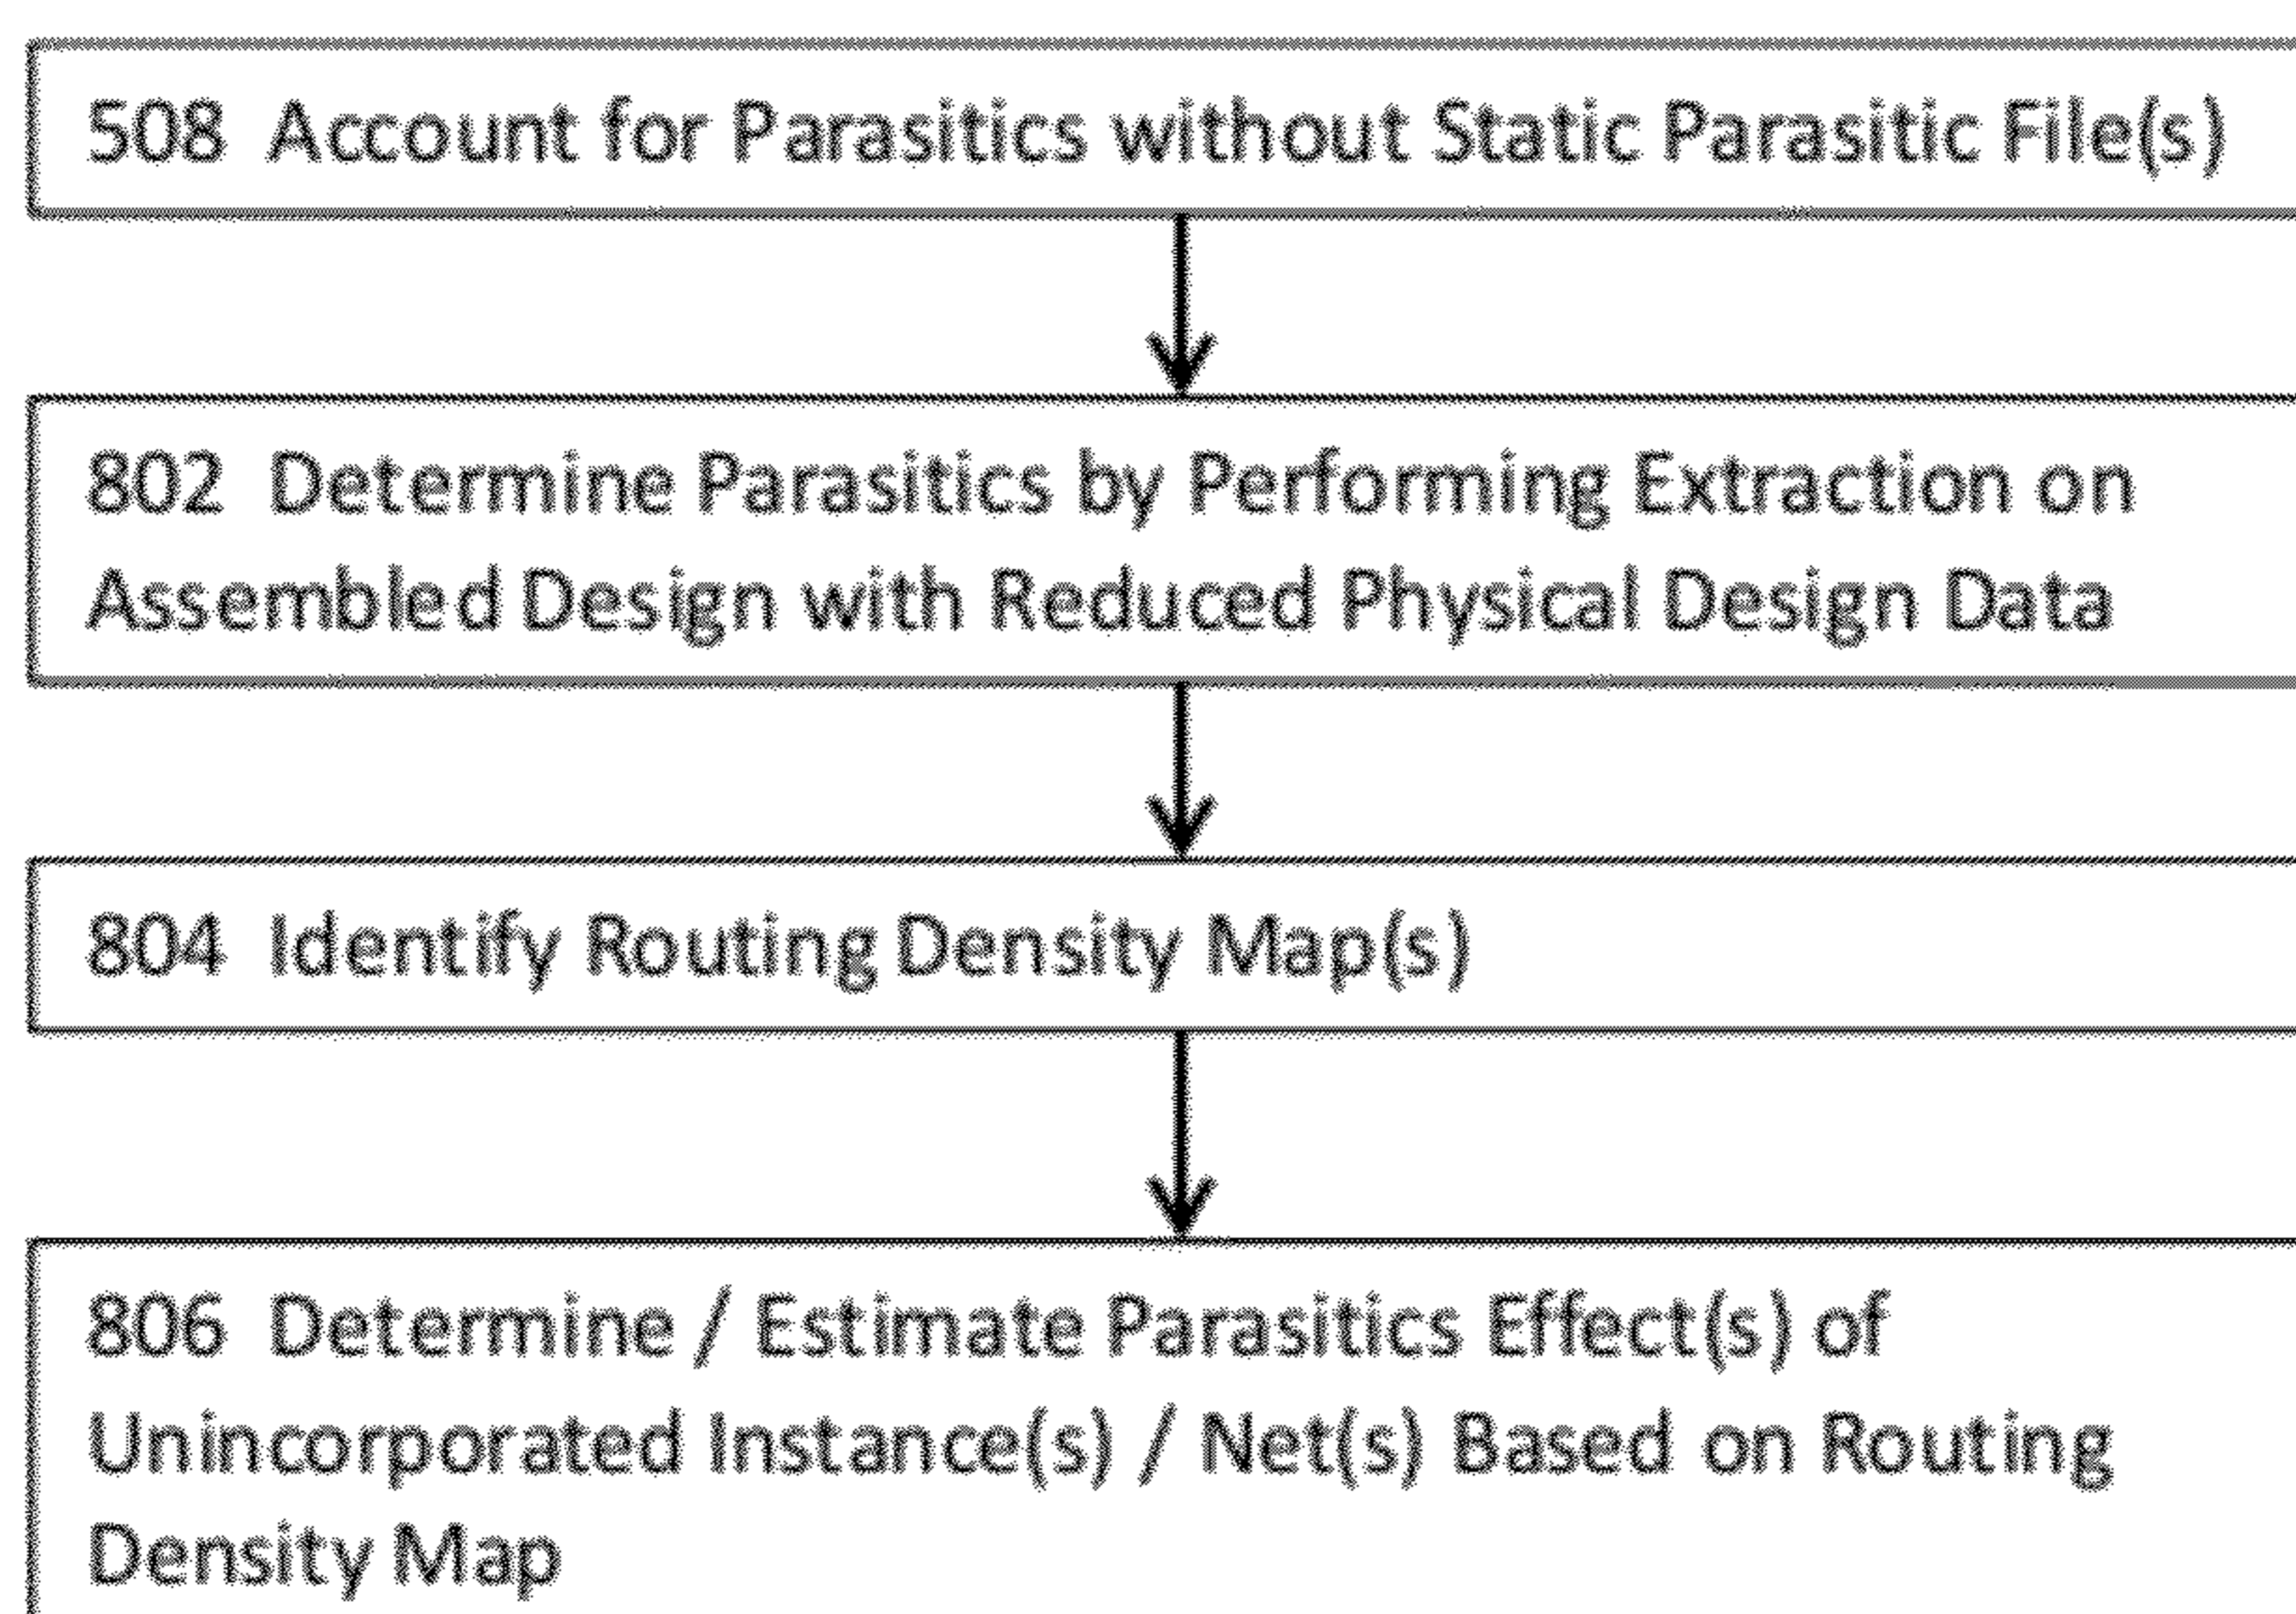 508 Account for Parasitics without Static Parasitic File(s)
802 Determine Parasitics by Performing Extraction on
Assembled Design with Reduced Physical Design Data
804 Identify Routing Density Map(s)
806 Determine / Estimate Parasitics Effect(s) of
Unincorporated Instance(s) / Net(s) Based on Routing
Density Map